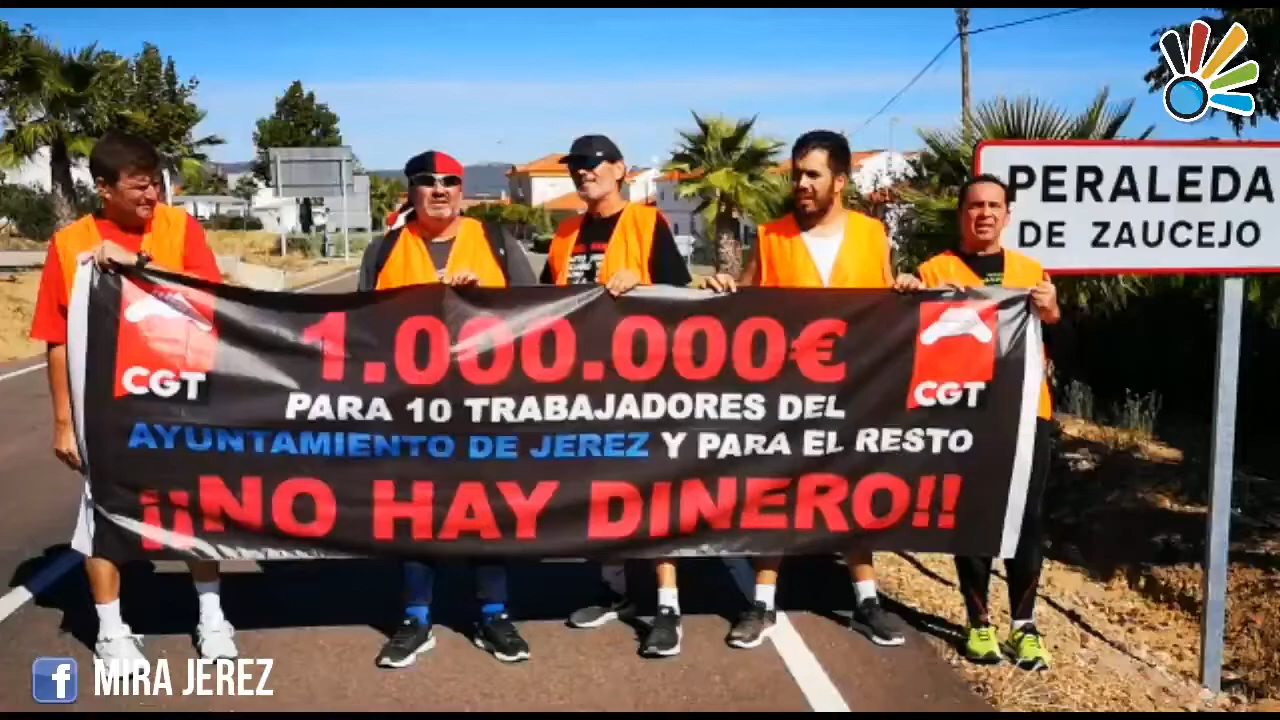 PERALEDA
DE ZAUCEJO
CGT
1.000.000€
CGT
PARA 10 TRABAJADORES DEL
AYUNTAMIENTO DE JEREZ Y PARA EL RESTO
¡¡NO HAY DINERO!!
f MIRA JEREZ